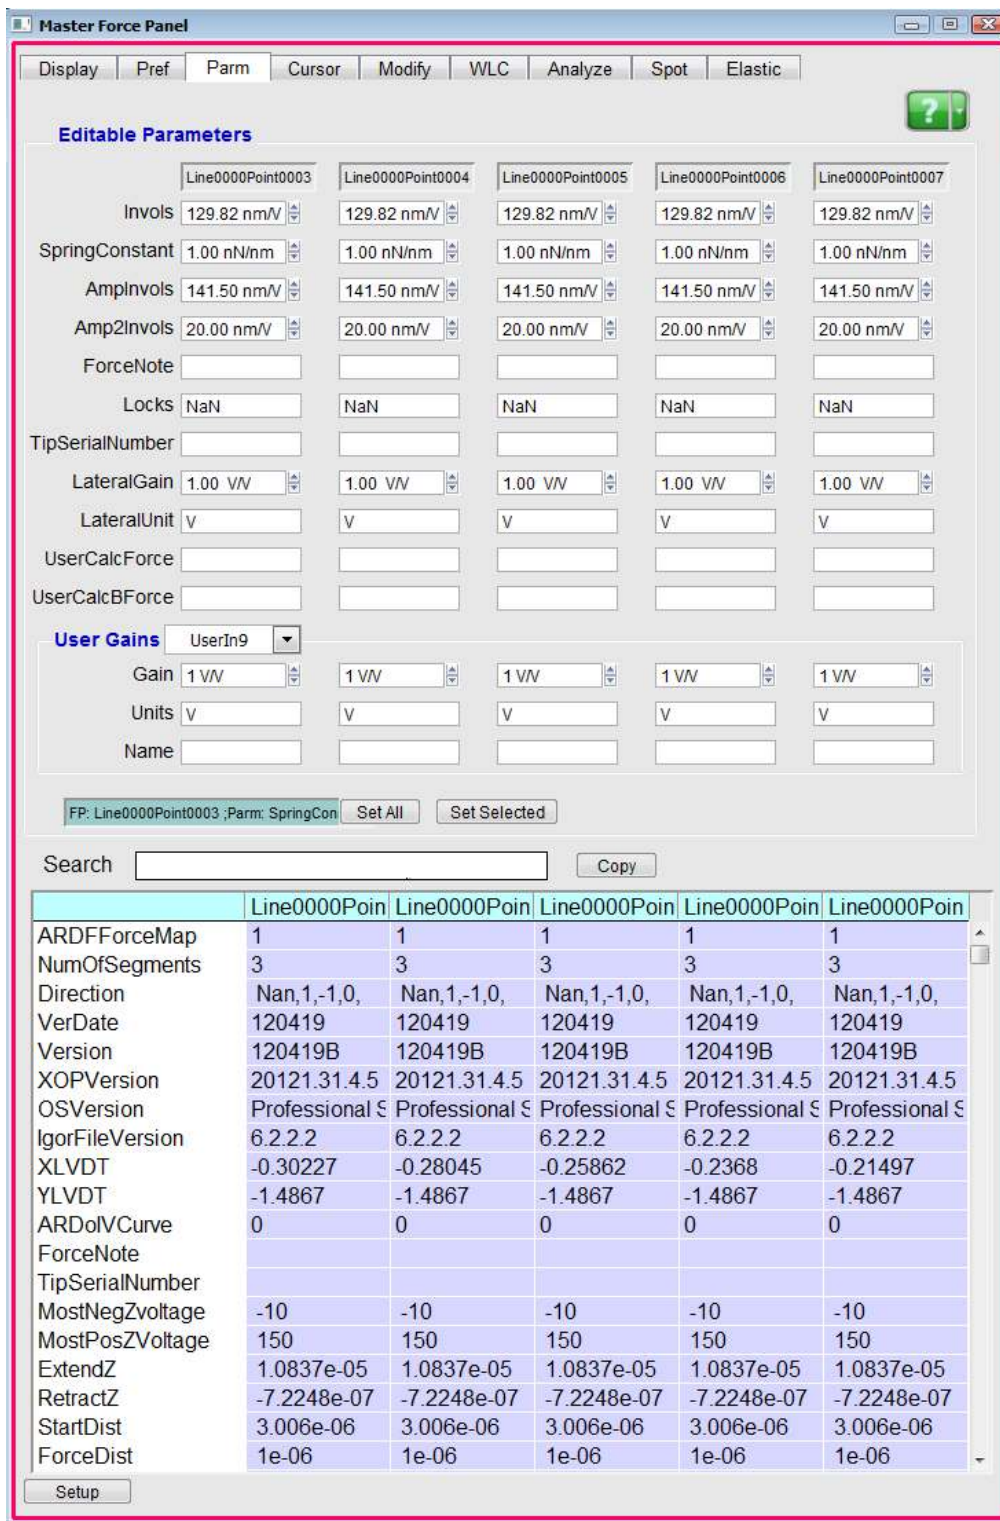 Master Force Panel
Display Pref Parm Cursor Modify WLC Analyze Spot Elastic
?
Editable Parameters
Line0000Point0003 Line0000Point0004 Line0000Point0005 Line0000Point0006 Line0000Point0007
Invols 129.82 nm/V 129.82 nm/V 129.82 nm/V 129.82 nm/V 129.82 nm/V
SpringConstant 1.00 nN/nm 1.00 nN/nm 1.00 nN/nm 1.00 nN/nm 1.00 nN/nm
AmpInvols 141.50 nm/V 141.50 nm/V 141.50 nm/V 141.50 nm/V 141.50 nm/V
Amp2Invols 20.00 nm/V 20.00 nm/V 20.00 nm/V 20.00 nm/V 20.00 nm/V
ForceNote
Locks NaN NaN NaN NaN NaN
TipSerialNumber
LateralGain 1.00 V/V 1.00 V/V 1.00 V/V 1.00 V/V 1.00 V/V
LateralUnit V V V V V
UserCalcForce
UserCalcBForce
User Gains UserIn9
Gain 1 V/V 1 V/V 1 V/V 1 V/V 1 V/V
Units V V V V V
Name
FP: Line0000Point0003 ;Parm: SpringCon Set All Set Selected
Search Copy
Line0000Poin Line0000Poin Line0000Poin Line0000Poin Line0000Poin
ARDFForceMap 1 1 1 1 1
NumOfSegments 3 3 3 3 3
Direction Nan,1,-1,0, Nan,1,-1,0, Nan,1,-1,0, Nan,1,-1,0, Nan,1,-1,0,
VerDate 120419 120419 120419 120419 120419
Version 120419B 120419B 120419B 120419B 120419B
XOPVersion 20121.31.4.5 20121.31.4.5 20121.31.4.5 20121.31.4.5 20121.31.4.5
OSVersion Professional S Professional S Professional S Professional S Professional S
IgorFileVersion 6.2.2.2 6.2.2.2 6.2.2.2 6.2.2.2 6.2.2.2
XLVDT -0.30227 -0.28045 -0.25862 -0.2368 -0.21497
YLVDT -1.4867 -1.4867 -1.4867 -1.4867 -1.4867
ARDoIVCurve 0 0 0 0 0
ForceNote
TipSerialNumber
MostNegZvoltage -10 -10 -10 -10 -10
MostPosZVoltage 150 150 150 150 150
ExtendZ 1.0837e-05 1.0837e-05 1.0837e-05 1.0837e-05 1.0837e-05
RetractZ -7.2248e-07 -7.2248e-07 -7.2248e-07 -7.2248e-07 -7.2248e-07
StartDist 3.006e-06 3.006e-06 3.006e-06 3.006e-06 3.006e-06
ForceDist 1e-06 1e-06 1e-06 1e-06 1e-06
Setup